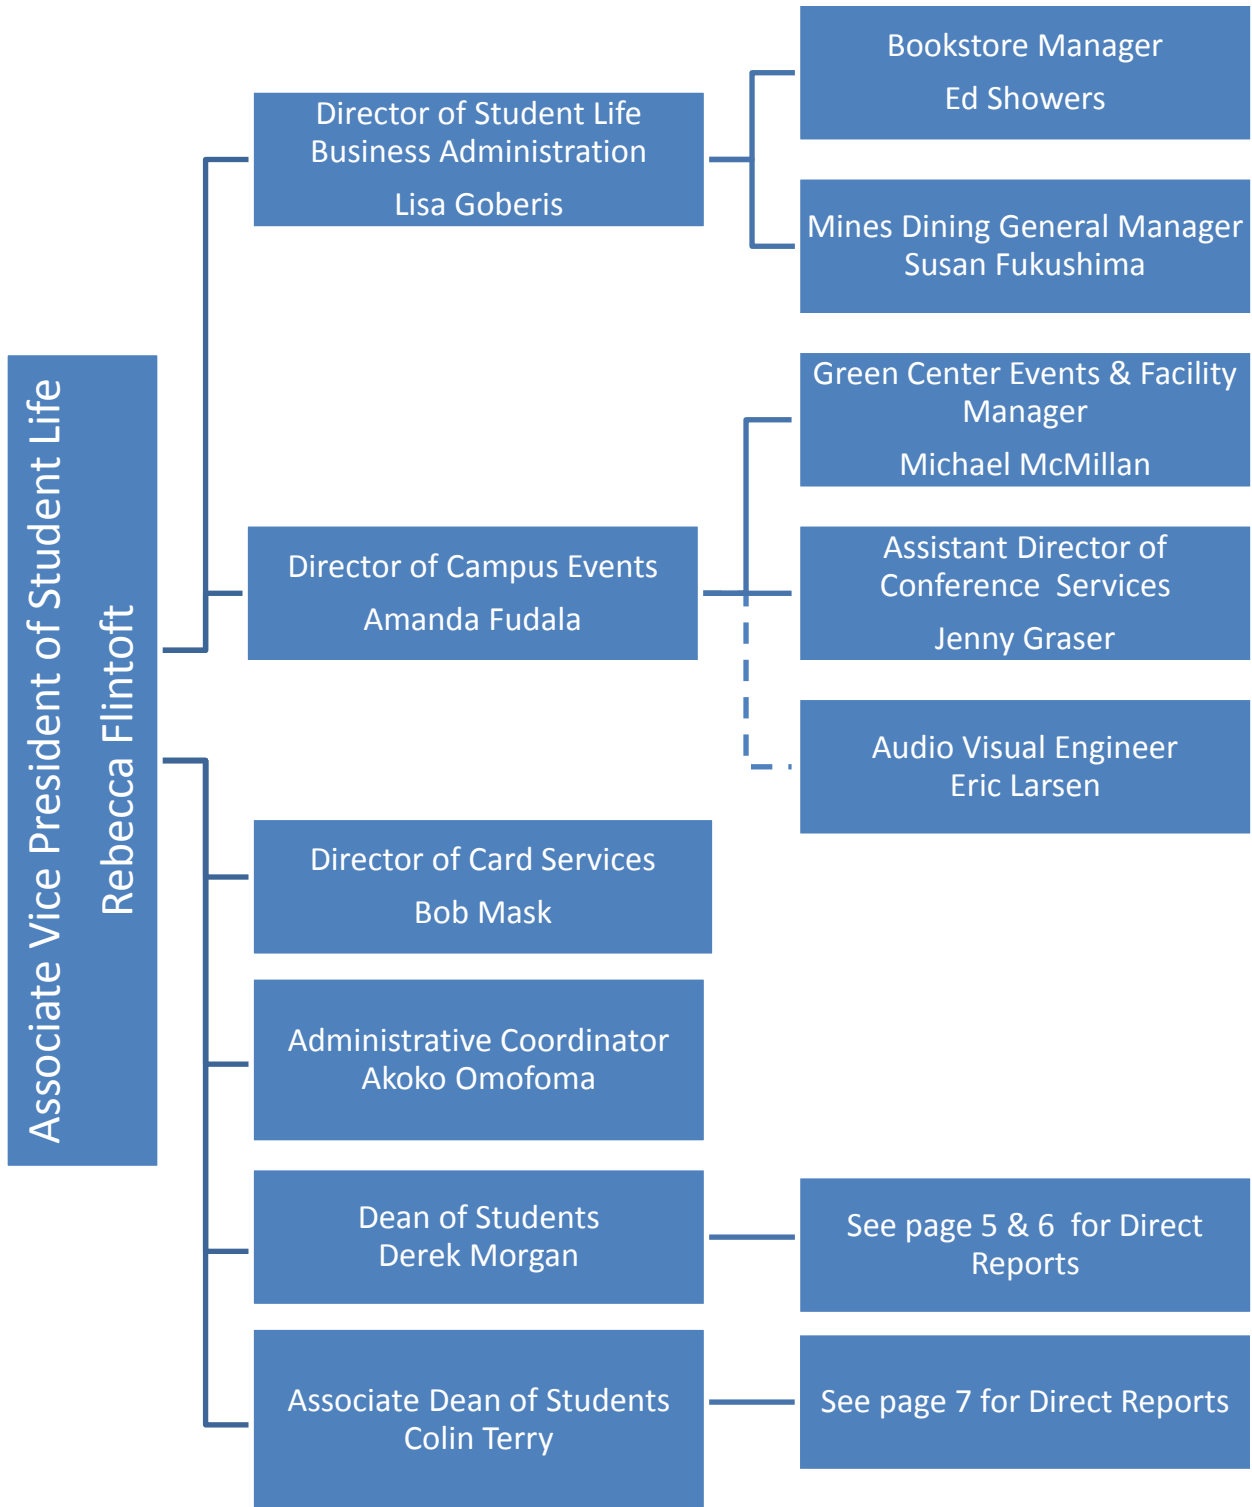 Associate Vice President of Student Life
Rebecca Flintoft
Director of Student Life
Business Administration
Lisa Goberis
Bookstore Manager
Ed Showers
Mines Dining General Manager
Susan Fukushima
Director of Campus Events
Amanda Fudala
Green Center Events & Facility
Manager
Michael McMillan
Assistant Director of
Conference  Services
Jenny Graser
Audio Visual Engineer
Eric Larsen
Director of Card Services
Bob Mask
Administrative Coordinator
Akoko Omofoma
Dean of Students
Derek Morgan
See page 5 & 6  for Direct
Reports
Associate Dean of Students
Colin Terry
See page 7 for Direct Reports